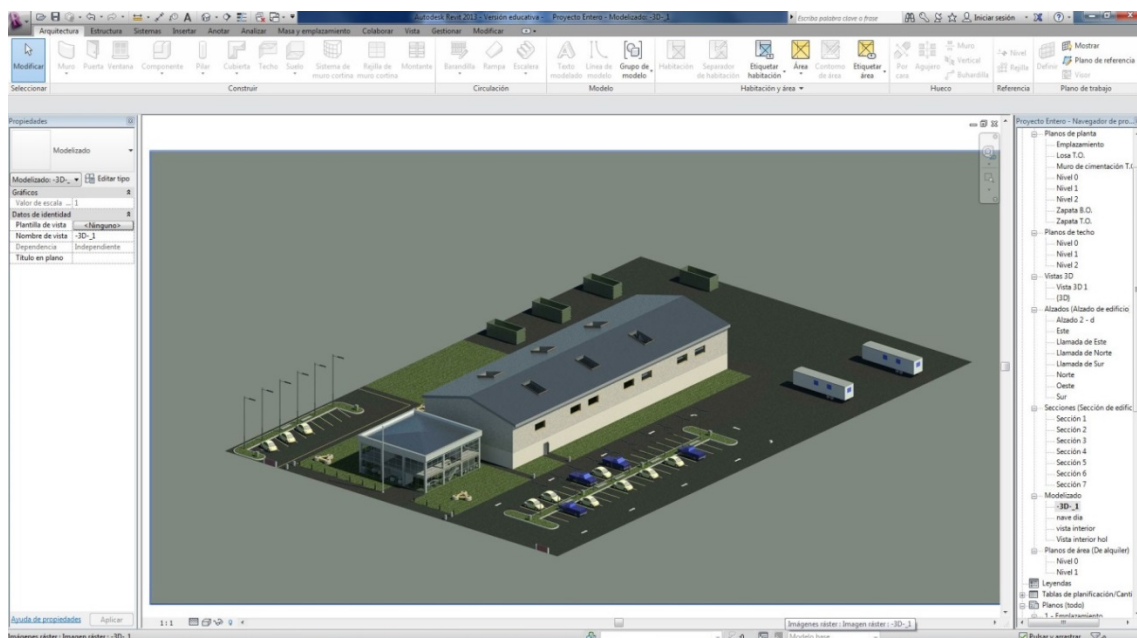 Autodesk Revit 2013 - Versión educativa - Proyecto Entero - Modelizado: -3D-_1
Escriba palabra clave o frase
Iniciar sesión
Arquitectura Estructura Sistemas Insertar Anotar Analizar Masa y emplazamiento Colaborar Vista Gestionar Modificar
Modificar
Muro Puerta Ventana Componente Pilar Cubierta Techo Suelo Sistema de muro cortina Rejilla de muro cortina Montante
Barandilla Rampa Escalera
Texto modelado Línea de modelo Grupo de modelo
Habitación Separador de habitación Etiquetar habitación Área Contorno de área Etiquetar área
Por cara Agujero Muro Vertical Buhardilla
Nivel Rejilla
Definir Mostrar Plano de referencia Visor
Seleccionar Construir Circulación Modelo Habitación y área Hueco Referencia Plano de trabajo
Propiedades
Modelizado
Modelizado: -3D-_ Editar tipo
Gráficos
Valor de escala ... 1
Datos de identidad
Plantilla de vista <Ninguno>
Nombre de vista -3D-_1
Dependencia Independiente
Título en plano
Ayuda de propiedades Aplicar
1:1
Proyecto Entero - Navegador de pro...
Planos de planta
Emplazamiento
Losa T.O.
Muro de cimentación T.
Nivel 0
Nivel 1
Nivel 2
Zapata B.O.
Zapata T.O.
Planos de techo
Nivel 0
Nivel 1
Nivel 2
Vistas 3D
Vista 3D 1
{3D}
Alzados (Alzado de edificio
Alzado 2 - d
Este
Llamada de Este
Llamada de Norte
Llamada de Sur
Norte
Oeste
Sur
Secciones (Sección de edific
Sección 1
Sección 2
Sección 3
Sección 4
Sección 5
Sección 6
Sección 7
Modelizado
-3D-_1
nave dia
vista interior
Vista interior hol
Planos de área (De alquiler)
Nivel 0
Nivel 1
Leyendas
Tablas de planificación/Canti
Planos (todo)
1 - Emplazamiento
Imágenes ráster : Imagen ráster : -3D-_1
Imágenes ráster : Imagen ráster : -3D-_1
Modelo base
Pulsar y arrastrar